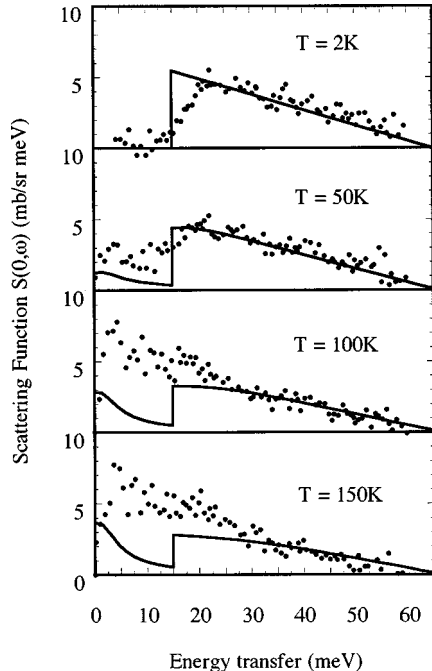 Scattering Function S(0,ω) (mb/sr meV)
T = 2K
5
10
T = 50K
5
10
T = 100K
5
10
T = 150K
5
0
0 10 20 30 40 50 60
Energy transfer (meV)